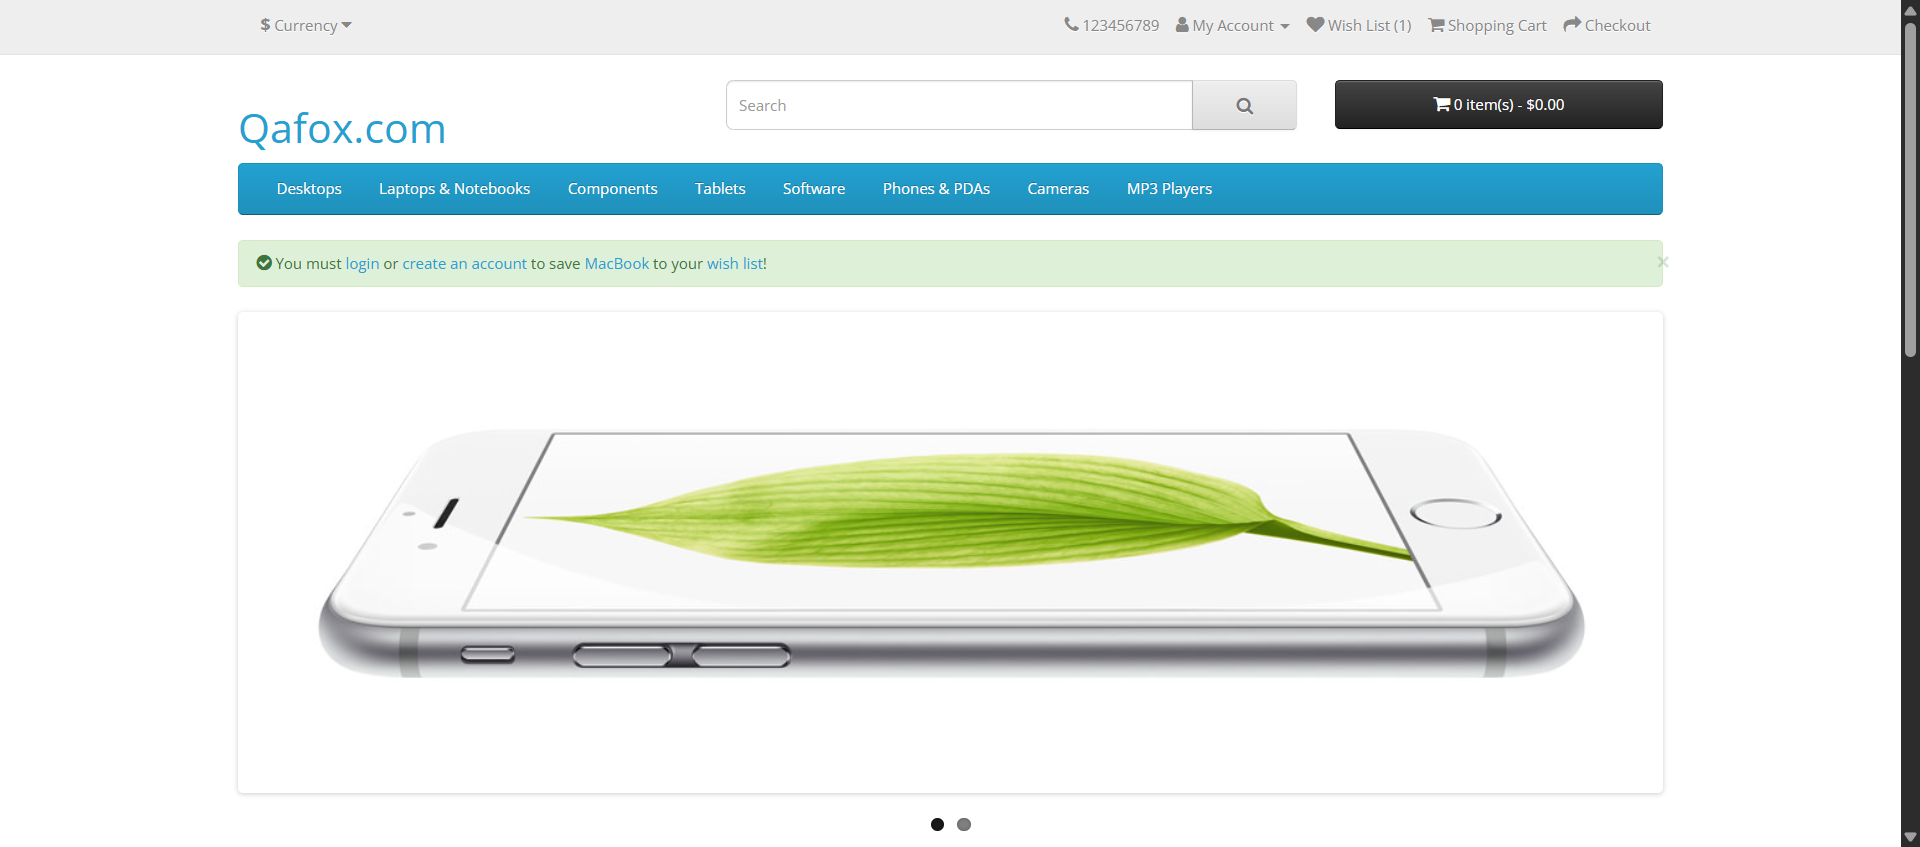 $ Currency
123456789 My Account Wish List (1) Shopping Cart Checkout
Search
0 item(s) - $0.00
Qafox.com
Desktops Laptops & Notebooks Components Tablets Software Phones & PDAs Cameras MP3 Players
You must login or create an account to save MacBook to your wish list!
×